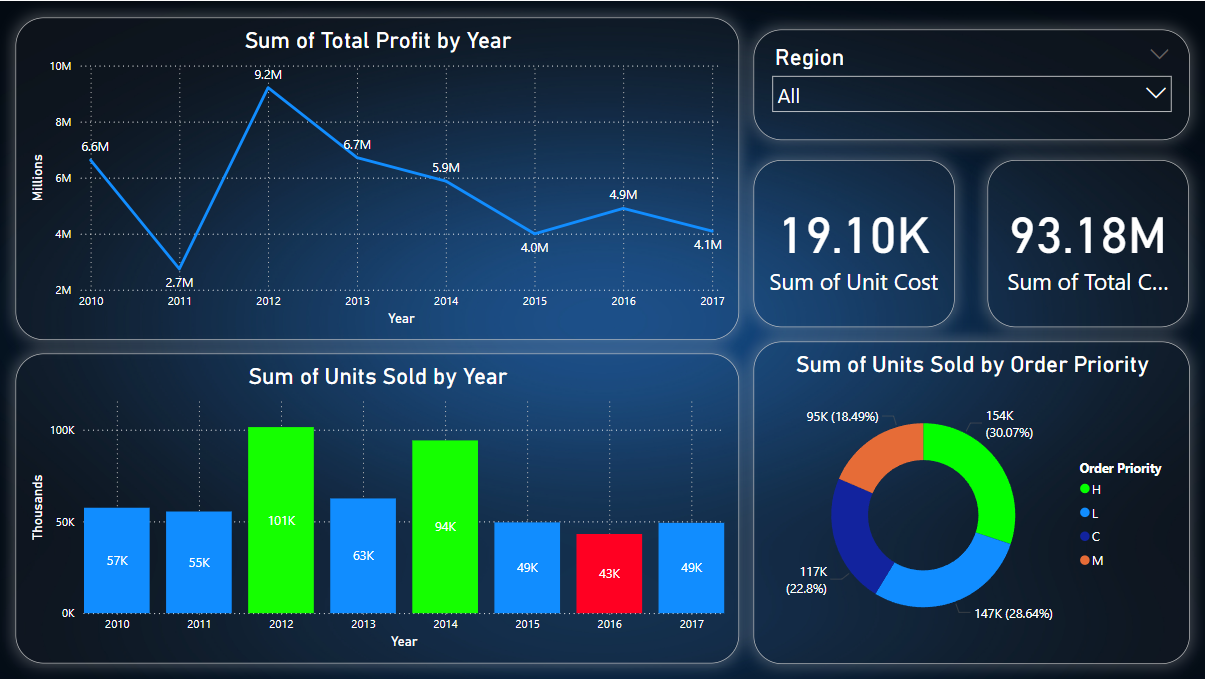 Sum of Total Profit by Year
10M
8M
6M
4M
2M
Millions
6.6M
2.7M
9.2M
6.7M
5.9M
4.0M
4.9M
4.1M
2010
2011
2012
2013
2014
2015
2016
2017
Year
Region
All
19.10K
Sum of Unit Cost
93.18M
Sum of Total C...
Sum of Units Sold by Year
100K
50K
0K
Thousands
57K
55K
101K
63K
94K
49K
43K
49K
2010
2011
2012
2013
2014
2015
2016
2017
Year
Sum of Units Sold by Order Priority
95K (18.49%)
154K
(30.07%)
117K
(22.8%)
147K (28.64%)
Order Priority
H
L
C
M